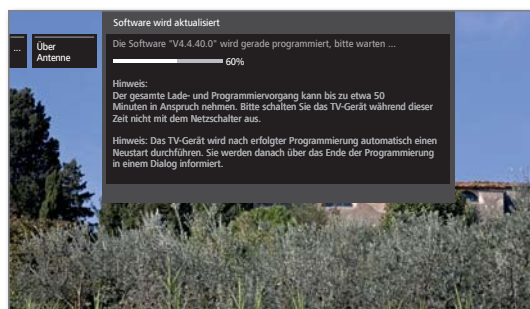 Software wird aktualisiert
...
Über
Antenne
Die Software "V4.4.40.0" wird gerade programmiert, bitte warten ...
60%
Hinweis:
Der gesamte Lade- und Programmiervorgang kann bis zu etwa 50
Minuten in Anspruch nehmen. Bitte schalten Sie das TV-Gerät während dieser
Zeit nicht mit dem Netzschalter aus.
Hinweis: Das TV-Gerät wird nach erfolgter Programmierung automatisch einen
Neustart durchführen. Sie werden danach über das Ende der Programmierung
in einem Dialog informiert.